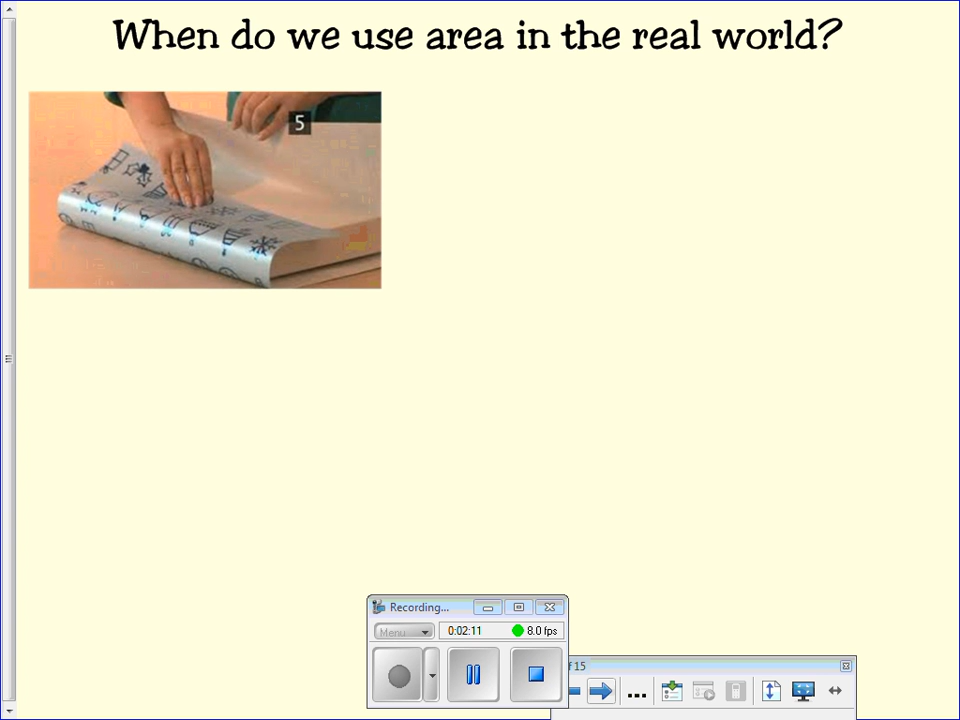 When do we use area in the real world?
5
Recording...
Menu
0:02:11
8.0 fps
f 15
...